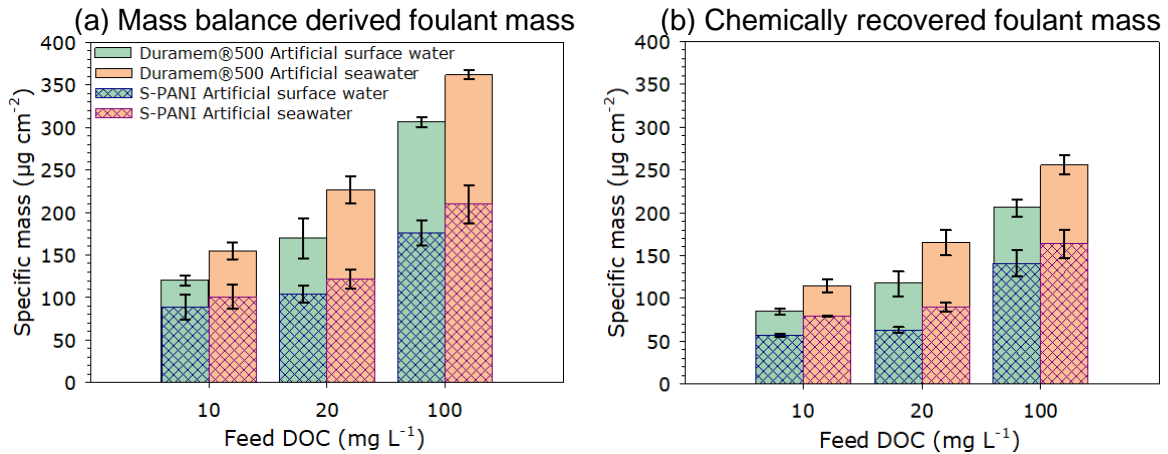 (a) Mass balance derived foulant mass
400
350
300
250
200
150
100
50
0
Specific mass (µg cm⁻²)
Duramem®500 Artificial surface water
Duramem®500 Artificial seawater
S-PANI Artificial surface water
S-PANI Artificial seawater
10 20 100
Feed DOC (mg L⁻¹)
(b) Chemically recovered foulant mass
400
350
300
250
200
150
100
50
0
Specific mass (µg cm⁻²)
10 20 100
Feed DOC (mg L⁻¹)